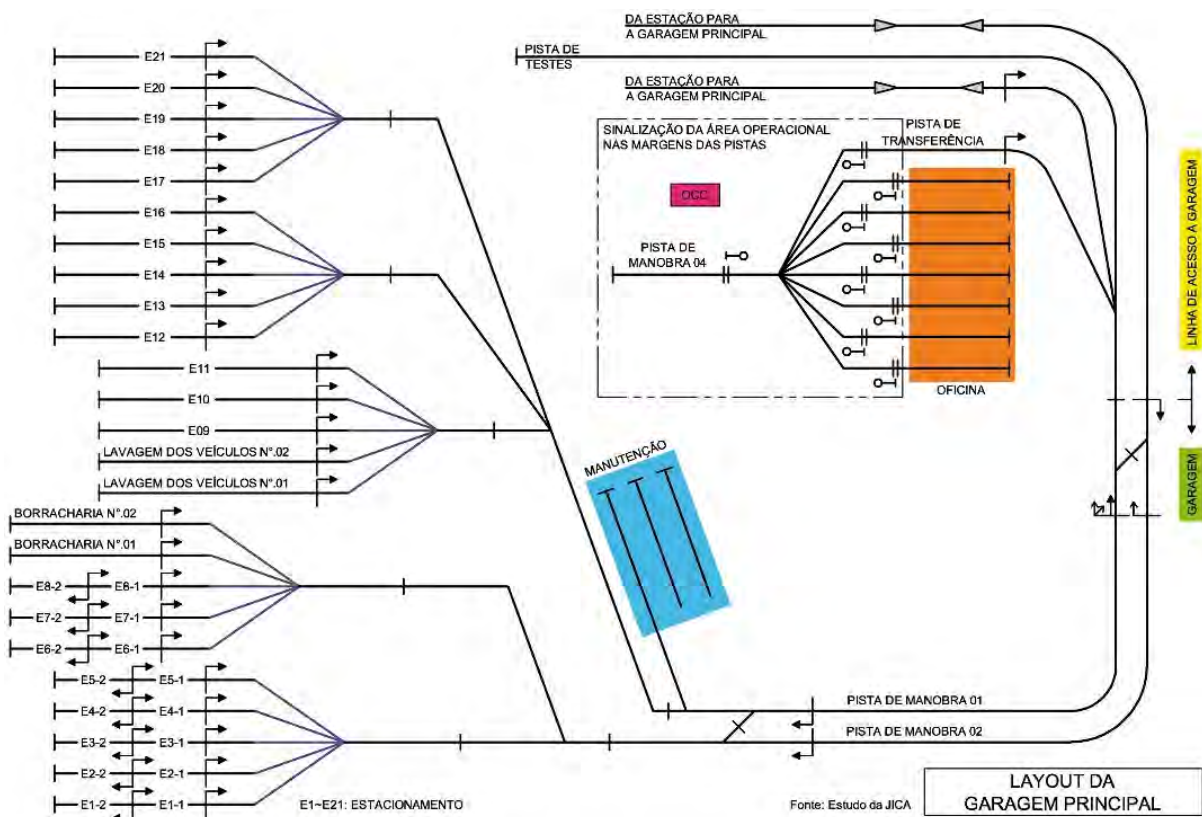 DA ESTAÇÃO PARA
A GARAGEM PRINCIPAL
PISTA DE
TESTES
DA ESTAÇÃO PARA
A GARAGEM PRINCIPAL
SINALIZAÇÃO DA ÁREA OPERACIONAL
NAS MARGENS DAS PISTAS
PISTA DE
TRANSFERÊNCIA
OCC
PISTA DE
MANOBRA 04
OFICINA
LINHA DE ACESSO À GARAGEM
GARAGEM
E21
E20
E19
E18
E17
E16
E15
E14
E13
E12
E11
E10
E09
LAVAGEM DOS VEÍCULOS Nº.02
LAVAGEM DOS VEÍCULOS Nº.01
MANUTENÇÃO
BORRACHARIA Nº.02
BORRACHARIA Nº.01
E8-2 E8-1
E7-2 E7-1
E6-2 E6-1
E5-2 E5-1
E4-2 E4-1
E3-2 E3-1
E2-2 E2-1
E1-2 E1-1
PISTA DE MANOBRA 01
PISTA DE MANOBRA 02
E1~E21: ESTACIONAMENTO
Fonte: Estudo da JICA
LAYOUT DA
GARAGEM PRINCIPAL